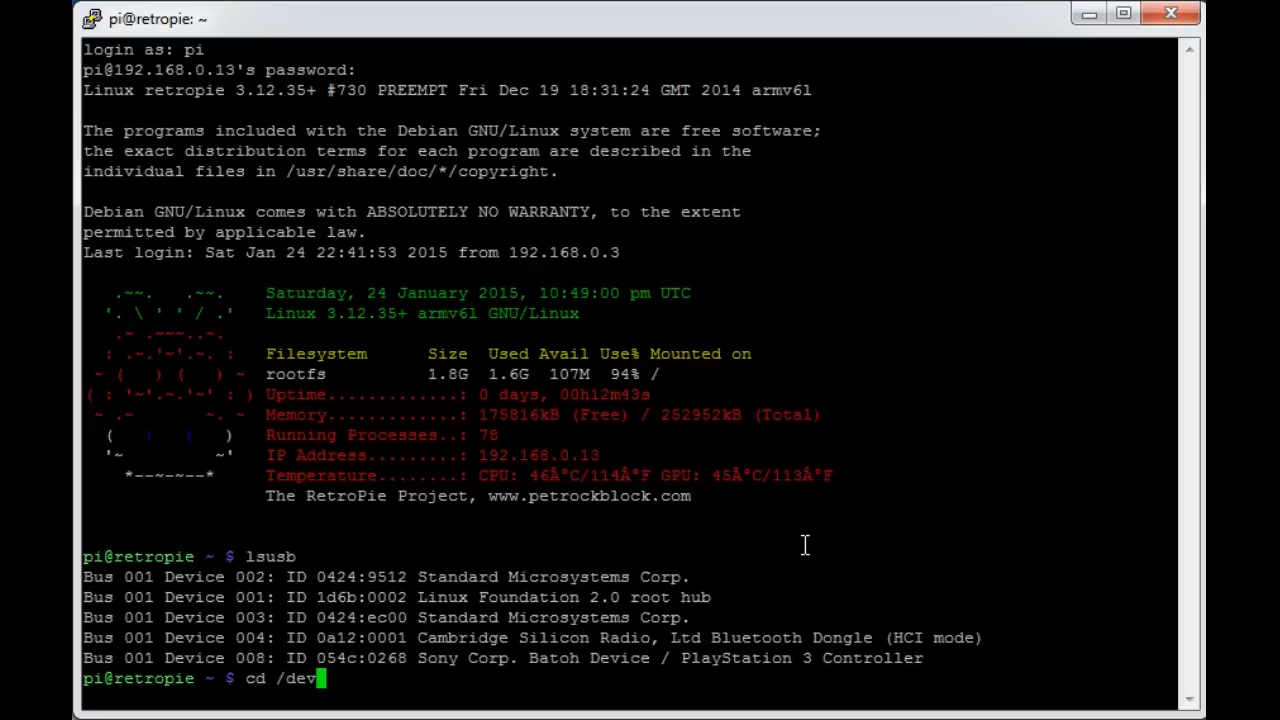 pi@retropie: ~
login as: pi
pi@192.168.0.13's password:
Linux retropie 3.12.35+ #730 PREEMPT Fri Dec 19 18:31:24 GMT 2014 armv6l
The programs included with the Debian GNU/Linux system are free software;
the exact distribution terms for each program are described in the
individual files in /usr/share/doc/*/copyright.
Debian GNU/Linux comes with ABSOLUTELY NO WARRANTY, to the extent
permitted by applicable law.
Last login: Sat Jan 24 22:41:53 2015 from 192.168.0.3
   .~~.   .~~.    Saturday, 24 January 2015, 10:49:00 pm UTC
  '. \ ' ' / .'   Linux 3.12.35+ armv6l GNU/Linux
   .~ .~~~..~.
  : .~.'~'.~. :   Filesystem      Size  Used Avail Use% Mounted on
 ~ (   ) (   ) ~  rootfs          1.8G  1.6G  107M  94% /
( : '~'.~.'~' : ) Uptime.............: 0 days, 00h12m43s
 ~ .~       ~. ~  Memory.............: 175816kB (Free) / 252952kB (Total)
  (   |   |   )   Running Processes..: 78
  '~         ~'   IP Address.........: 192.168.0.13
    *--~-~--*     Temperature........: CPU: 46Â°C/114Â°F GPU: 45Â°C/113Â°F
The RetroPie Project, www.petrockblock.com
pi@retropie ~ $ lsusb
Bus 001 Device 002: ID 0424:9512 Standard Microsystems Corp.
Bus 001 Device 001: ID 1d6b:0002 Linux Foundation 2.0 root hub
Bus 001 Device 003: ID 0424:ec00 Standard Microsystems Corp.
Bus 001 Device 004: ID 0a12:0001 Cambridge Silicon Radio, Ltd Bluetooth Dongle (HCI mode)
Bus 001 Device 008: ID 054c:0268 Sony Corp. Batoh Device / PlayStation 3 Controller
pi@retropie ~ $ cd /dev